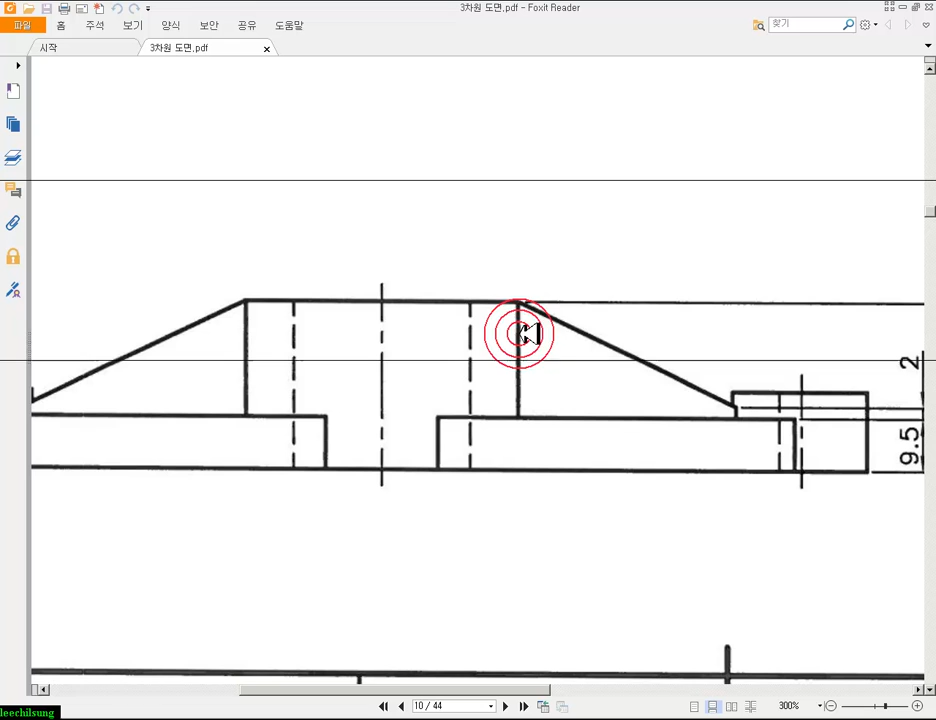 3차원 도면.pdf - Foxit Reader
파일 홈 주석 보기 양식 보안 공유 도움말
찾기
시작 3차원 도면.pdf
2
9.5
10 / 44
300%
leechilsung